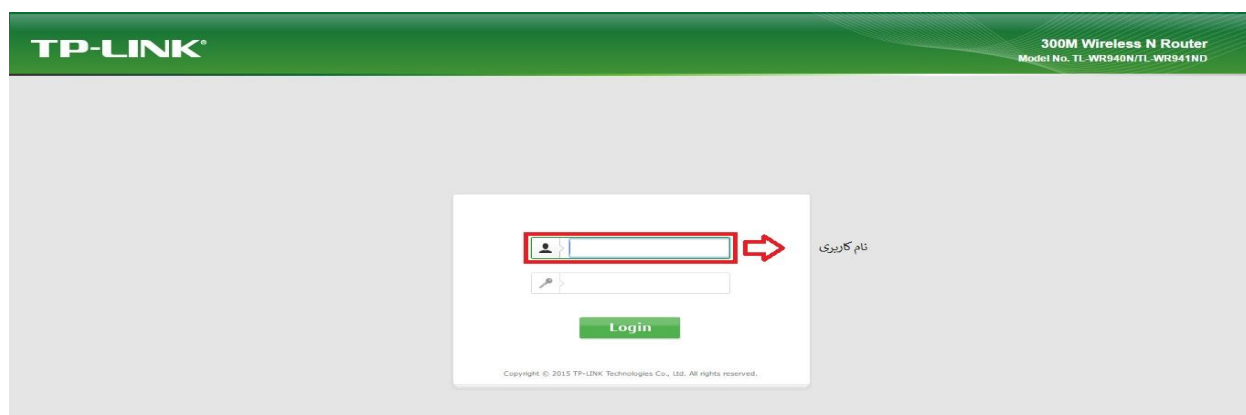 TP-LINK®
300M Wireless N Router
Model No. TL-WR940N/TL-WR941ND
نام کاربری
Login
Copyright © 2015 TP-LINK Technologies Co., Ltd. All rights reserved.